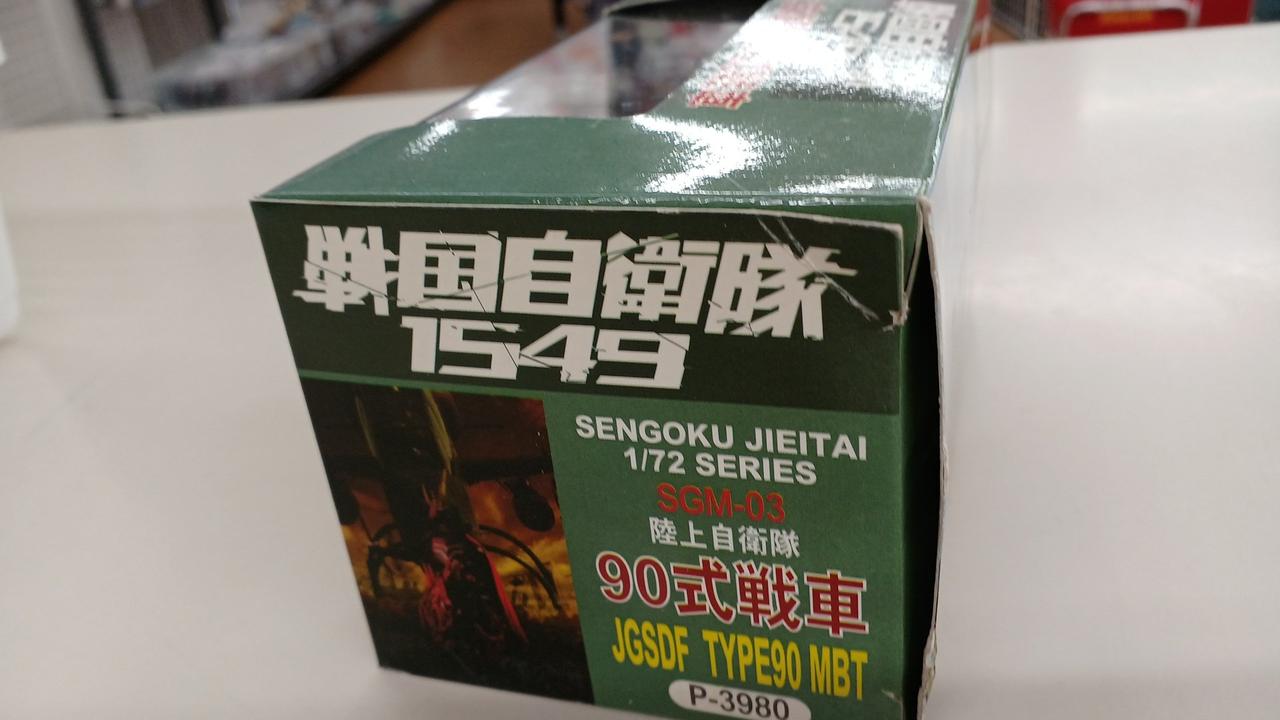 戦国自衛隊
1549
SENGOKU JIEITAI
1/72 SERIES
SGM-03
陸上自衛隊
90式戦車
JGSDF TYPE90 MBT
P-3980